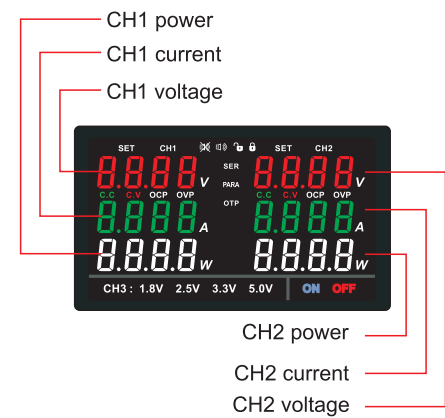 CH1 power
CH1 current
CH1 voltage
SET CH1 SET CH2
SER
8.8.8.8 V 8.8.8.8 V
PARA
C.C C.V OCP OVP C.C C.V OCP OVP
OTP
8.8.8.8 A 8.8.8.8 A
8.8.8.8 W 8.8.8.8 W
CH3 : 1.8V 2.5V 3.3V 5.0V ON OFF
CH2 power
CH2 current
CH2 voltage